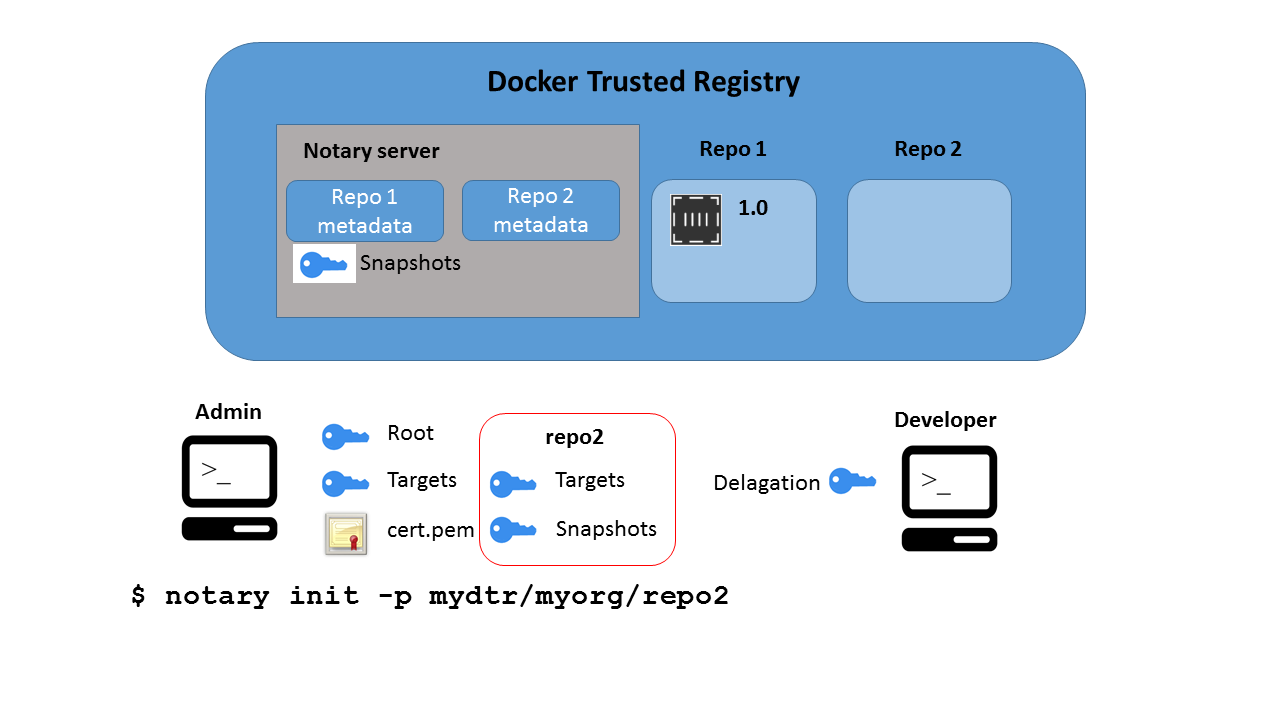 Docker Trusted Registry
Notary server
Repo 1
metadata
Repo 2
metadata
Snapshots
Repo 1
1.0
Repo 2
Admin
>_
Root
Targets
cert.pem
repo2
Targets
Snapshots
Developer
Delagation
>_
$ notary init -p mydtr/myorg/repo2